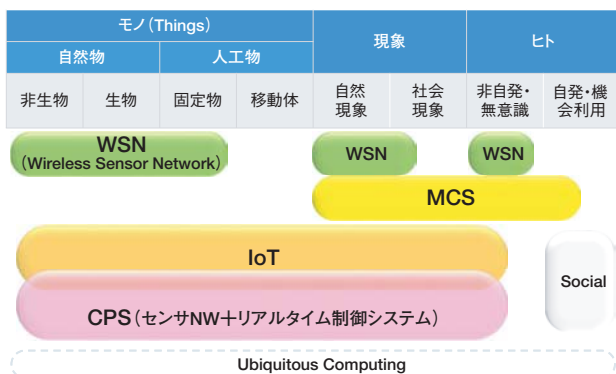 モノ(Things)
現象
ヒト
自然物
人工物
非生物
生物
固定物
移動体
自然
現象
社会
現象
非自発・
無意識
自発・機
会利用
WSN
(Wireless Sensor Network)
WSN
WSN
MCS
IoT
Social
CPS(センサNW+リアルタイム制御システム)
Ubiquitous Computing